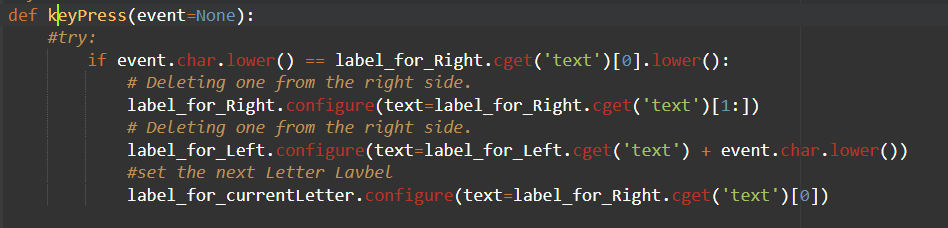 def keyPress(event=None):
    #try:
        if event.char.lower() == label_for_Right.cget('text')[0].lower():
            # Deleting one from the right side.
            label_for_Right.configure(text=label_for_Right.cget('text')[1:])
            # Deleting one from the right side.
            label_for_Left.configure(text=label_for_Left.cget('text') + event.char.lower())
            #set the next Letter Lavbel
            label_for_currentLetter.configure(text=label_for_Right.cget('text')[0])